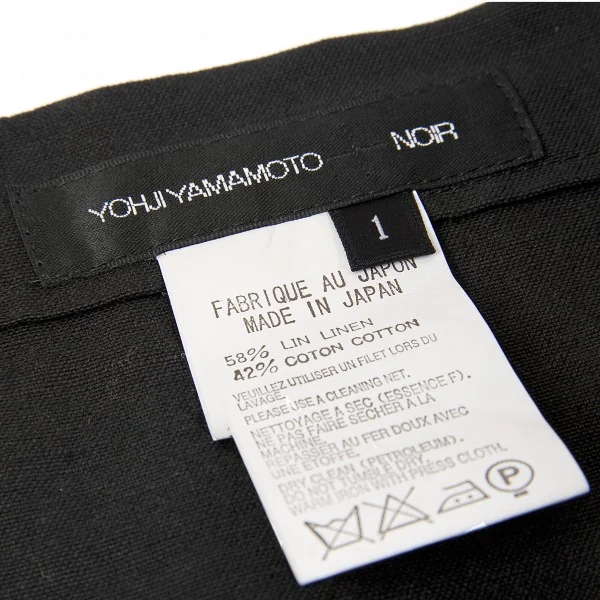 YOHJI YAMAMOTO NOIR
1
FABRIQUE AU JAPON
MADE IN JAPAN
58% LIN LINEN
42% COTON COTTON
VEUILLEZ UTILISER UN FILET LORS DU
LAVAGE.
PLEASE USE A CLEANING NET.
NETTOYAGE A SEC (ESSENCE F).
NE PAS FAIRE SECHER A LA
MACHINE.
REPASSER AU FER DOUX AVEC
UNE ETOFFE.
DRY CLEAN (PETROLEUM).
DO NOT TUMBLE DRY.
WARM IRON WITH PRESS CLOTH.
P